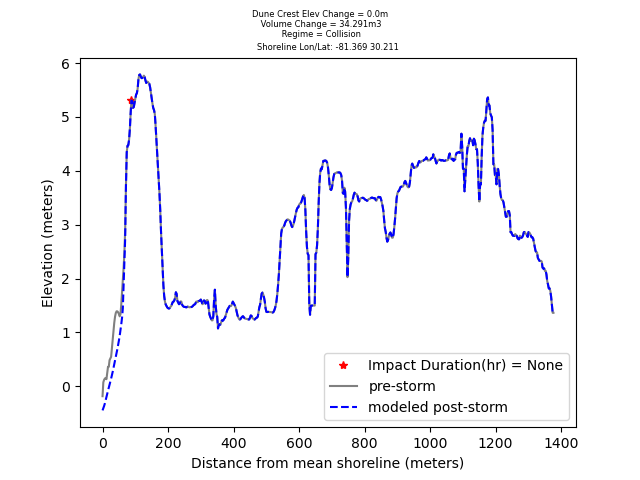 Dune Crest Elev Change = 0.0m
Volume Change = 34.291m3
Regime = Collision
Shoreline Lon/Lat: -81.369 30.211
6
5
4
3
2
1
0
Elevation (meters)
Impact Duration(hr) = None
pre-storm
modeled post-storm
0 200 400 600 800 1000 1200 1400
Distance from mean shoreline (meters)